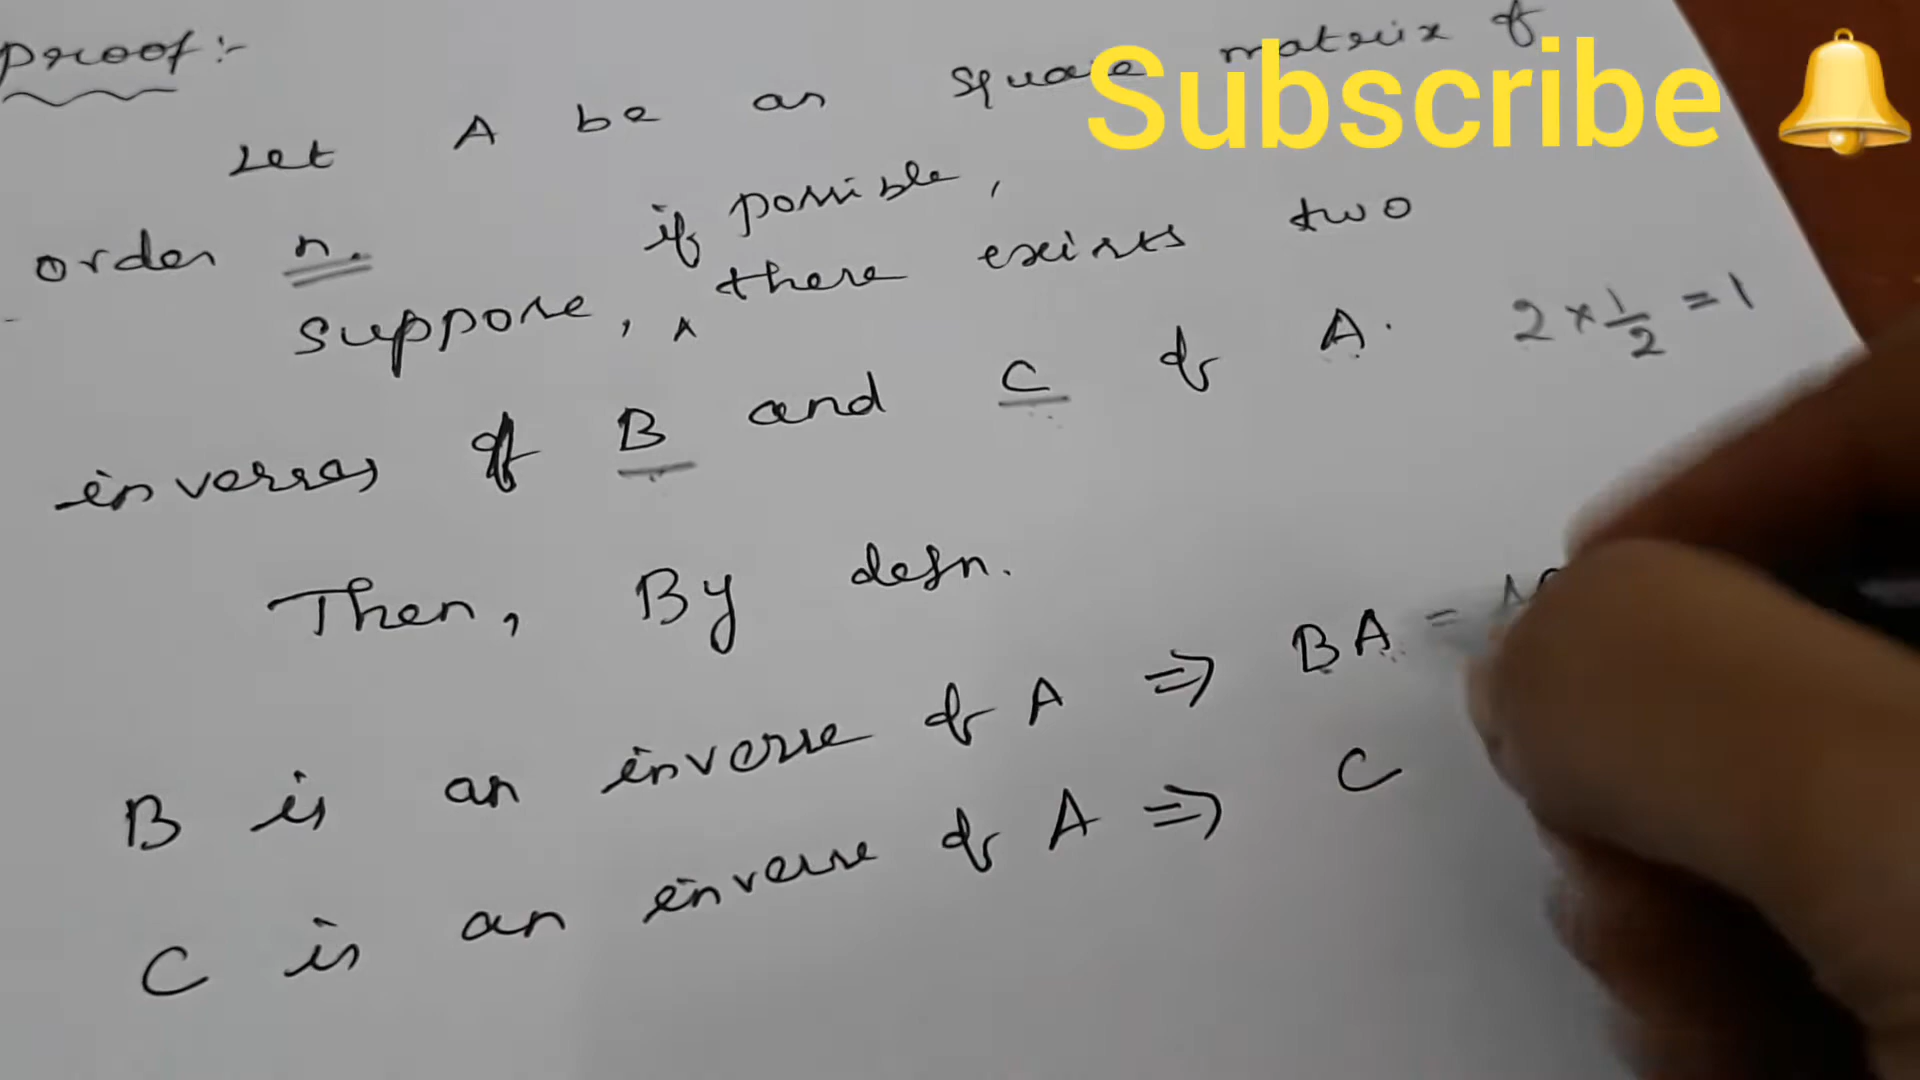 Proof:-
Let A be an square matrix of
Subscribe
order n.
if possible,
Suppose, ^ there exists two
inverses of B and C of A.
2 × 1/2 = 1
Then, By defn.
B is an inverse of A ⇒ BA =
C is an inverse of A ⇒ C